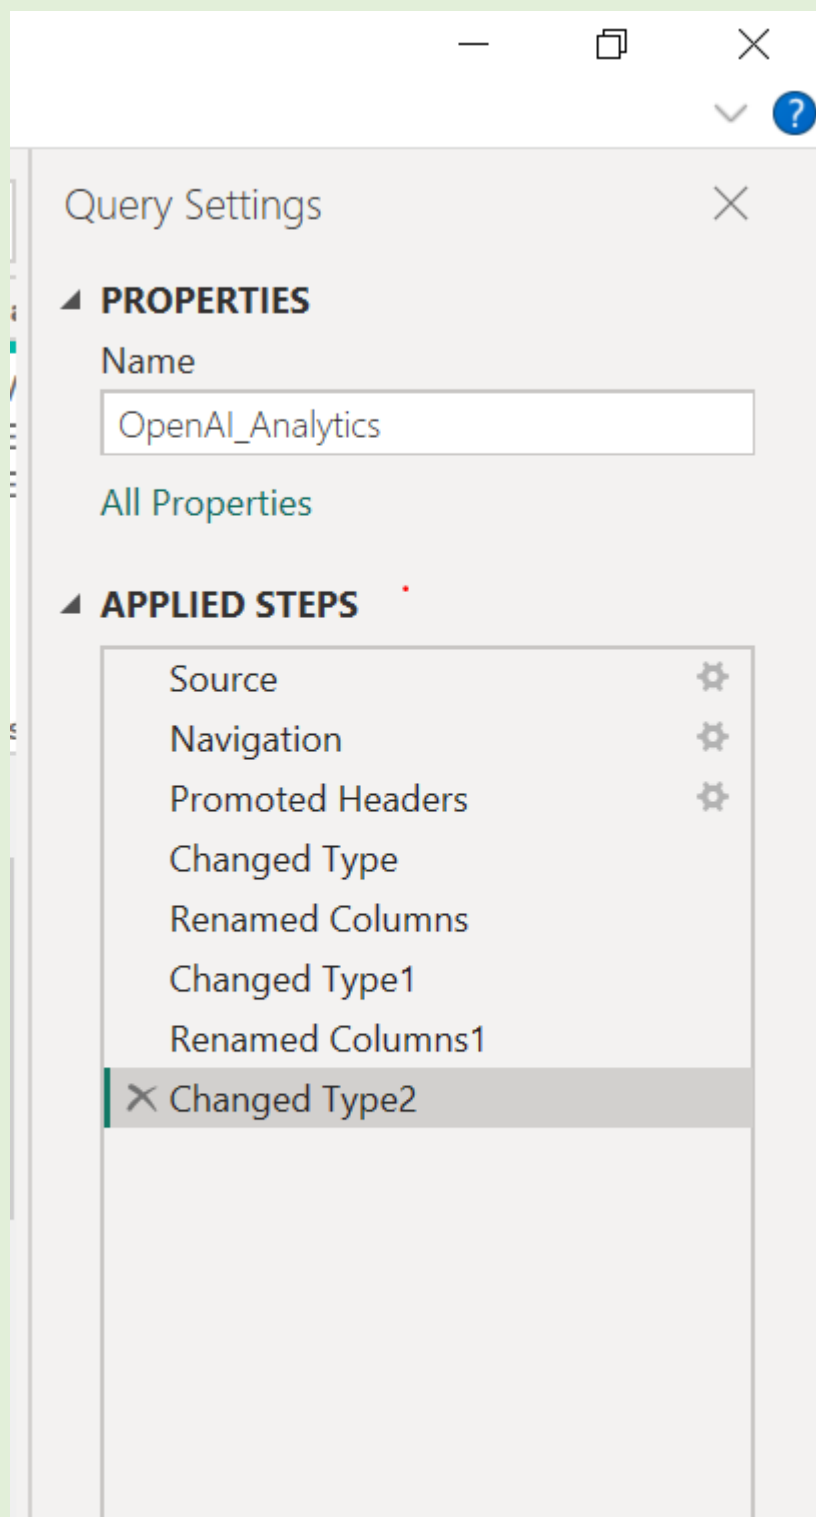 ?
Query Settings
PROPERTIES
Name
OpenAI_Analytics
All Properties
APPLIED STEPS
Source
Navigation
Promoted Headers
Changed Type
Renamed Columns
Changed Type1
Renamed Columns1
Changed Type2